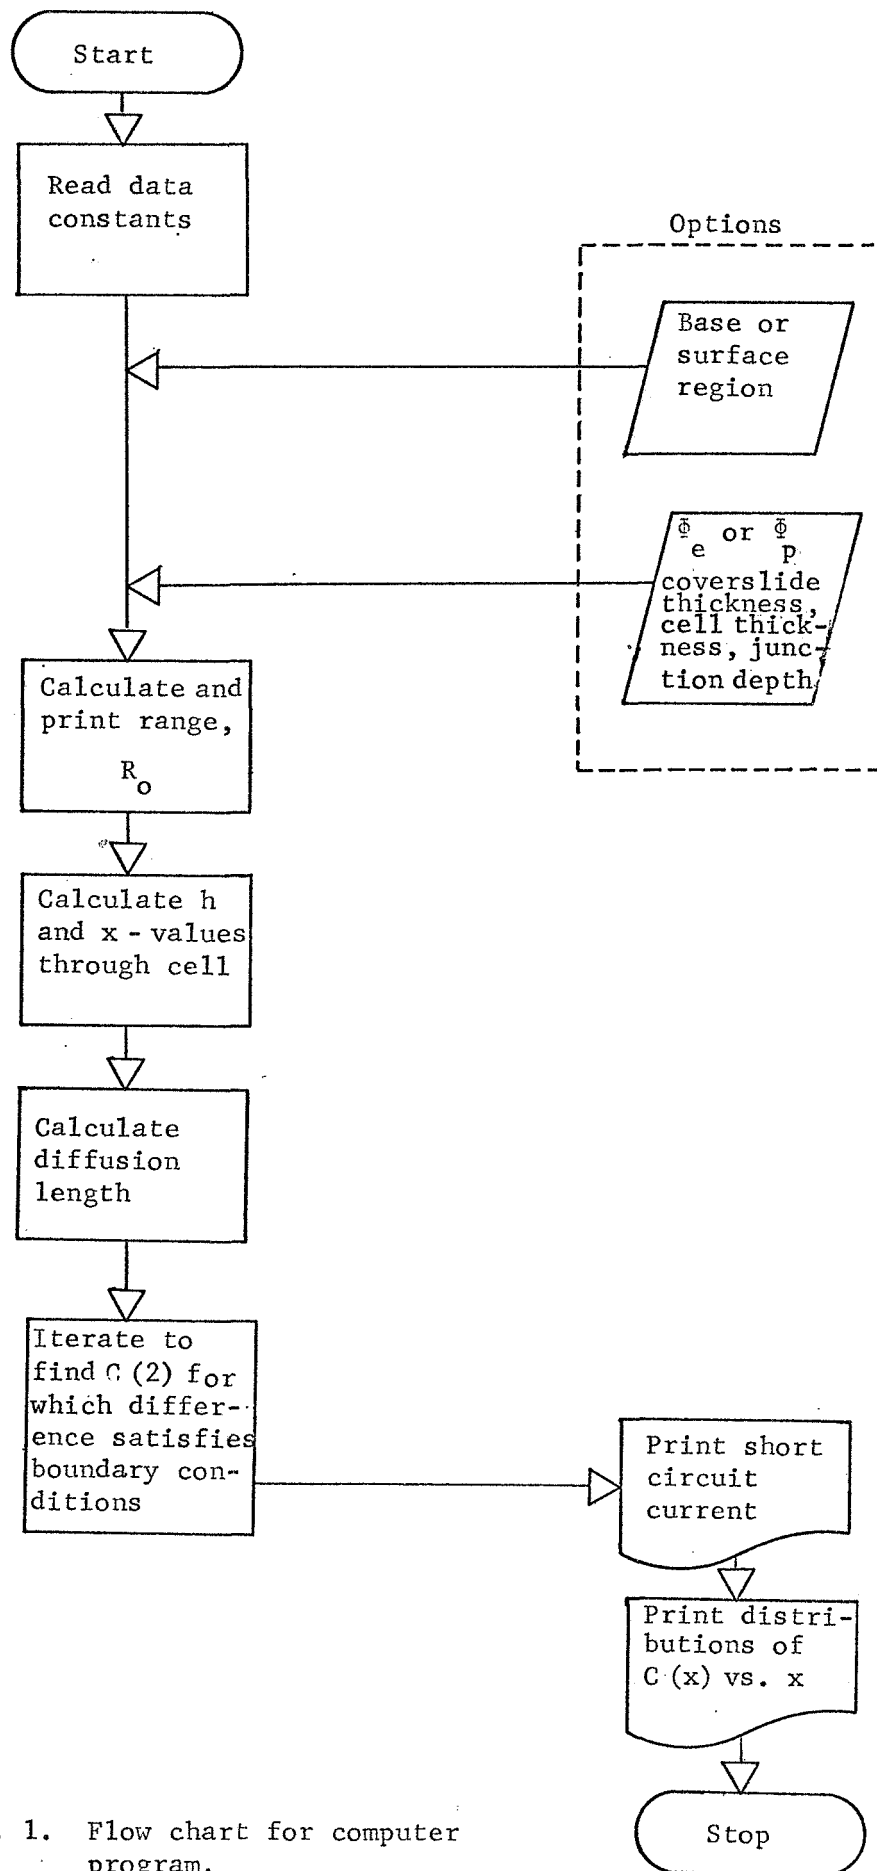 Start
Read data
constants
Options
Base or
surface
region
Φe or Φp
coverslide
thickness,
cell thick-
ness, junc-
tion depth
Calculate and
print range,
Ro
Calculate h
and x - values
through cell
Calculate
diffusion
length
Iterate to
find C (2) for
which differ-
ence satisfies
boundary con-
ditions
Print short
circuit
current
Print distri-
butions of
C (x) vs. x
Stop
1. Flow chart for computer
program.